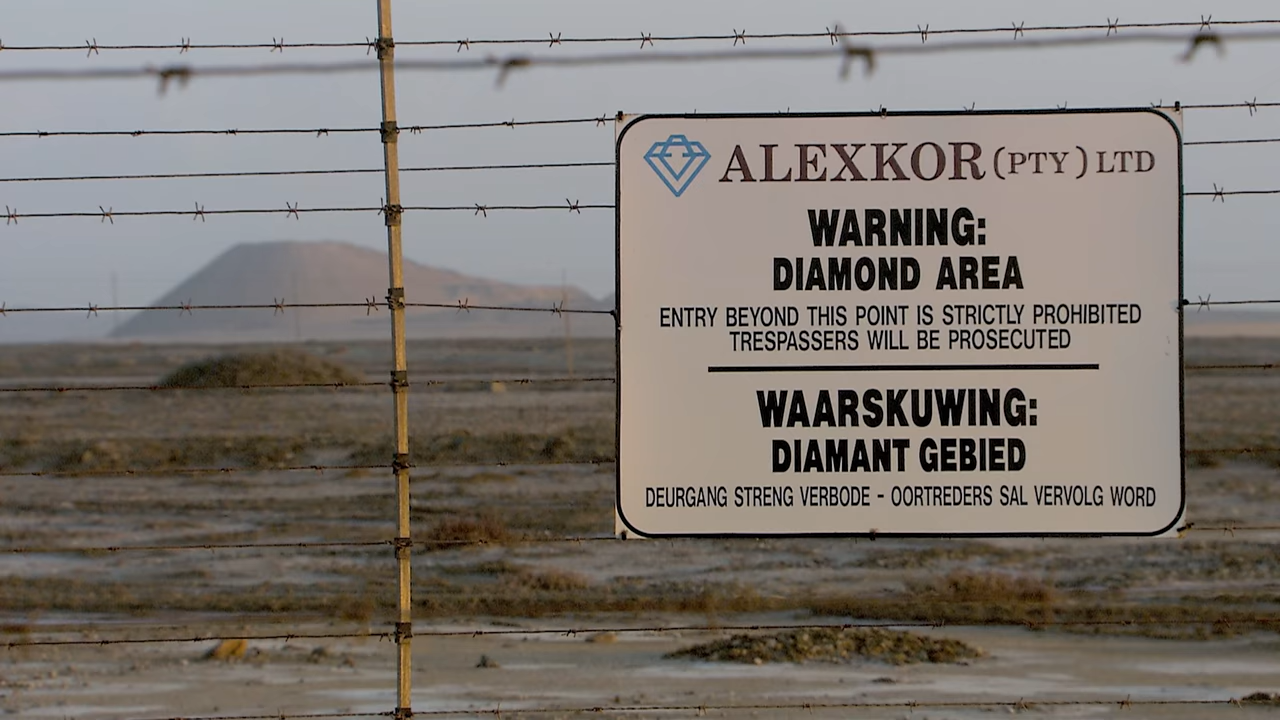 ALEXKOR (PTY) LTD
WARNING:
DIAMOND AREA
ENTRY BEYOND THIS POINT IS STRICTLY PROHIBITED
TRESPASSERS WILL BE PROSECUTED
WAARSKUWING:
DIAMANT GEBIED
DEURGANG STRENG VERBODE - OORTREDERS SAL VERVOLG WORD